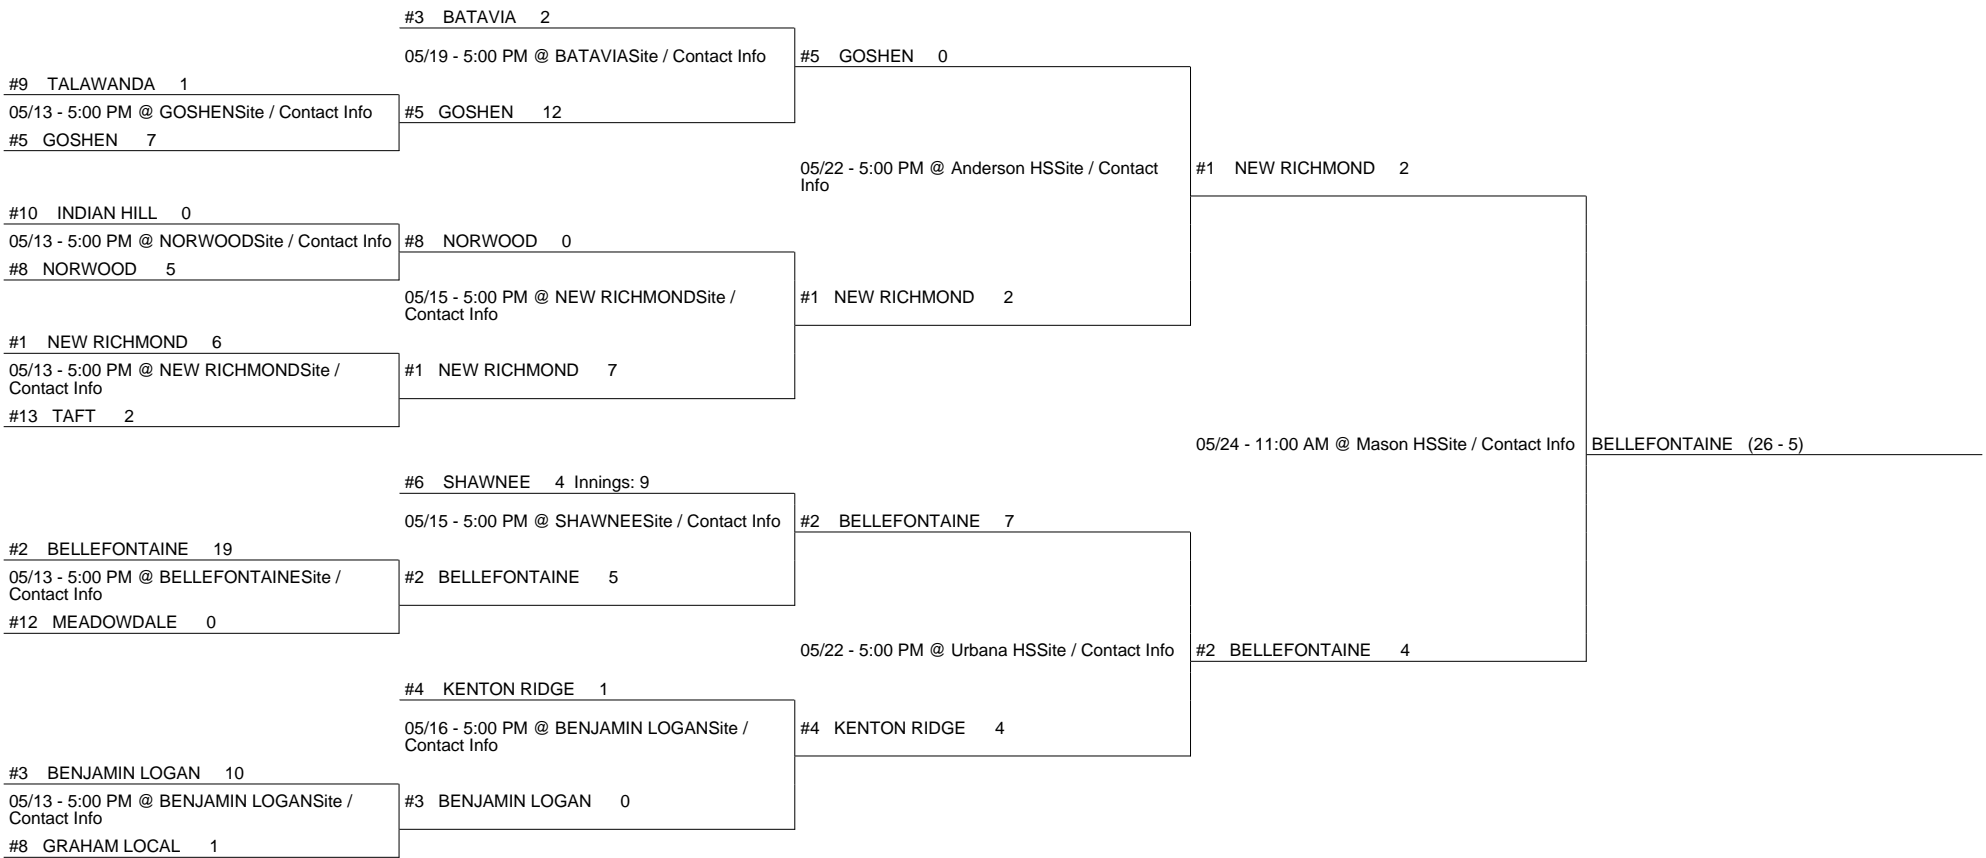 #3 BATAVIA 2
05/19 - 5:00 PM @ BATAVIASite / Contact Info
#5 GOSHEN 0
#9 TALAWANDA 1
05/13 - 5:00 PM @ GOSHENSite / Contact Info
#5 GOSHEN 12
#5 GOSHEN 7
05/22 - 5:00 PM @ Anderson HSSite / Contact
Info
#1 NEW RICHMOND 2
#10 INDIAN HILL 0
05/13 - 5:00 PM @ NORWOODSite / Contact Info
#8 NORWOOD 0
#8 NORWOOD 5
05/15 - 5:00 PM @ NEW RICHMONDSite /
Contact Info
#1 NEW RICHMOND 2
#1 NEW RICHMOND 6
05/13 - 5:00 PM @ NEW RICHMONDSite /
Contact Info
#1 NEW RICHMOND 7
#13 TAFT 2
05/24 - 11:00 AM @ Mason HSSite / Contact Info
BELLEFONTAINE (26 - 5)
#6 SHAWNEE 4 Innings: 9
05/15 - 5:00 PM @ SHAWNEESite / Contact Info
#2 BELLEFONTAINE 7
#2 BELLEFONTAINE 19
05/13 - 5:00 PM @ BELLEFONTAINESite /
Contact Info
#2 BELLEFONTAINE 5
#12 MEADOWDALE 0
05/22 - 5:00 PM @ Urbana HSSite / Contact Info
#2 BELLEFONTAINE 4
#4 KENTON RIDGE 1
05/16 - 5:00 PM @ BENJAMIN LOGANSite /
Contact Info
#4 KENTON RIDGE 4
#3 BENJAMIN LOGAN 10
05/13 - 5:00 PM @ BENJAMIN LOGANSite /
Contact Info
#3 BENJAMIN LOGAN 0
#8 GRAHAM LOCAL 1